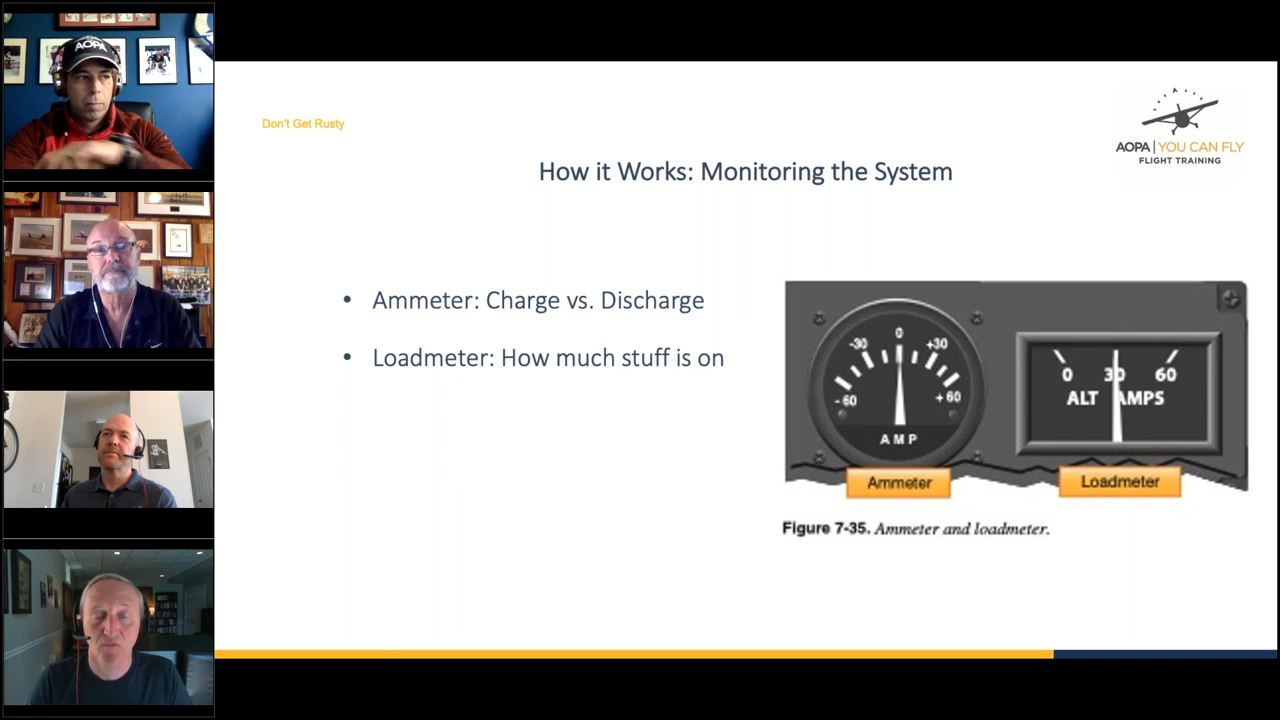 AOPA
Don't Get Rusty
AOPA | YOU CAN FLY
FLIGHT TRAINING
How it Works: Monitoring the System
• Ammeter: Charge vs. Discharge
• Loadmeter: How much stuff is on
0
-30 +30
-60 +60
AMP
0 30 60
ALT AMPS
Ammeter
Loadmeter
Figure 7-35. Ammeter and loadmeter.